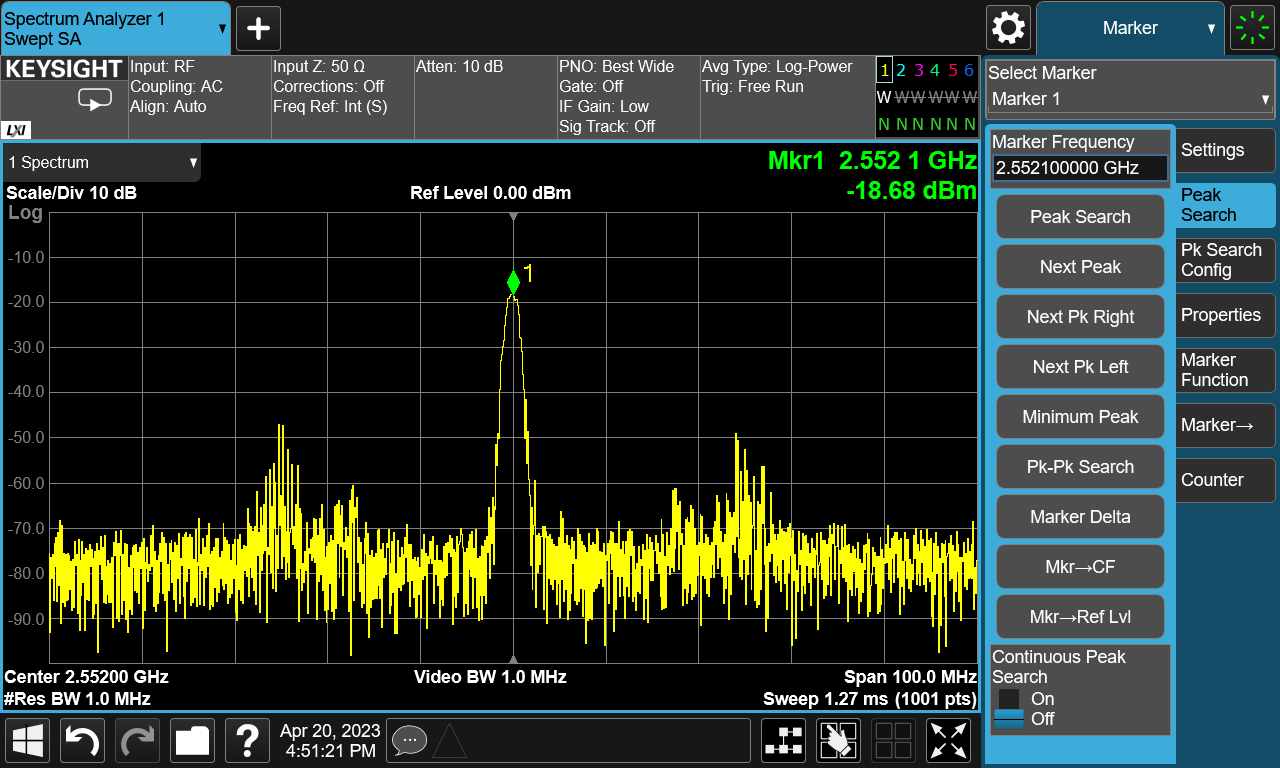 Spectrum Analyzer 1
Swept SA
Marker
KEYSIGHT
LXI
Input: RF
Coupling: AC
Align: Auto
Input Z: 50 Ω
Corrections: Off
Freq Ref: Int (S)
Atten: 10 dB
PNO: Best Wide
Gate: Off
IF Gain: Low
Sig Track: Off
Avg Type: Log-Power
Trig: Free Run
1 2 3 4 5 6
W W W W W W
N N N N N N
Select Marker
Marker 1
1 Spectrum
Mkr1 2.552 1 GHz
-18.68 dBm
Scale/Div 10 dB
Ref Level 0.00 dBm
Log
-10.0
-20.0
-30.0
-40.0
-50.0
-60.0
-70.0
-80.0
-90.0
1
Center 2.55200 GHz
Video BW 1.0 MHz
Span 100.0 MHz
#Res BW 1.0 MHz
Sweep 1.27 ms (1001 pts)
Marker Frequency
2.552100000 GHz
Peak Search
Next Peak
Next Pk Right
Next Pk Left
Minimum Peak
Pk-Pk Search
Marker Delta
Mkr→CF
Mkr→Ref Lvl
Continuous Peak
Search
On
Off
Settings
Peak
Search
Pk Search
Config
Properties
Marker
Function
Marker→
Counter
?
Apr 20, 2023
4:51:21 PM